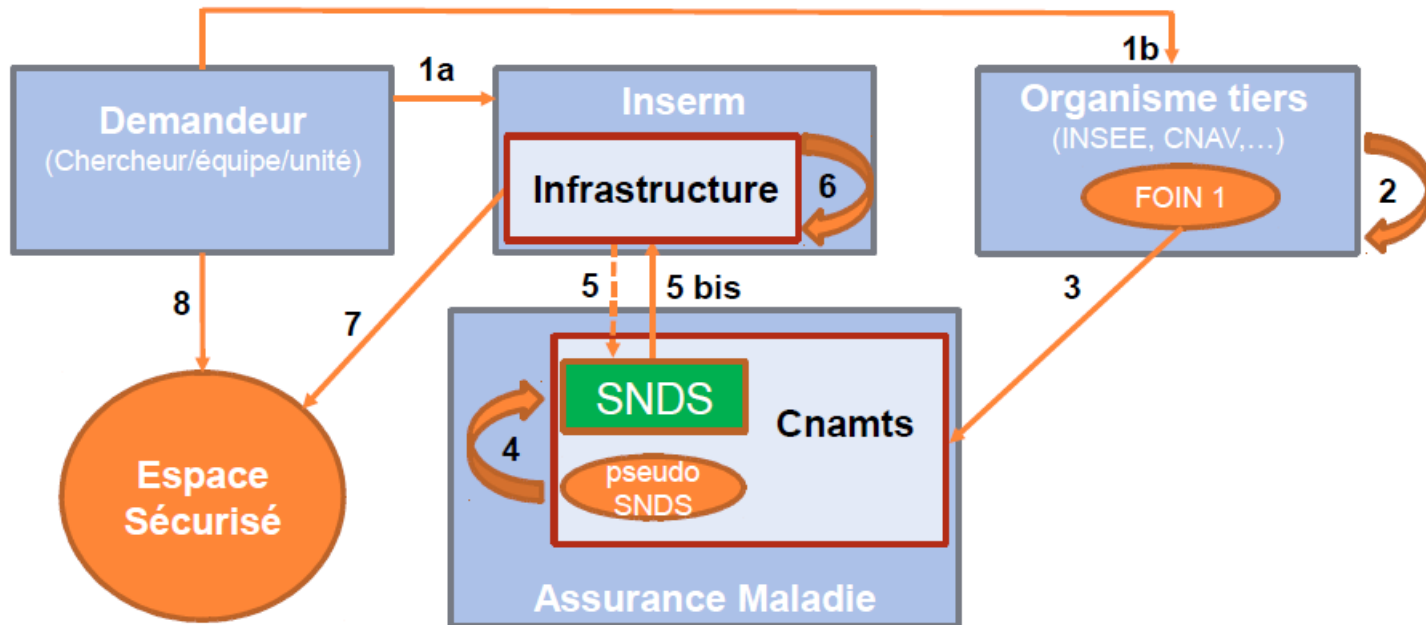 1a
1b
Demandeur
(Chercheur/équipe/unité)
Inserm
Infrastructure
6
Organisme tiers
(INSEE, CNAV,…)
FOIN 1
2
8
7
5
5 bis
3
SNDS
Cnamts
4
pseudo
SNDS
Espace
Sécurisé
Assurance Maladie